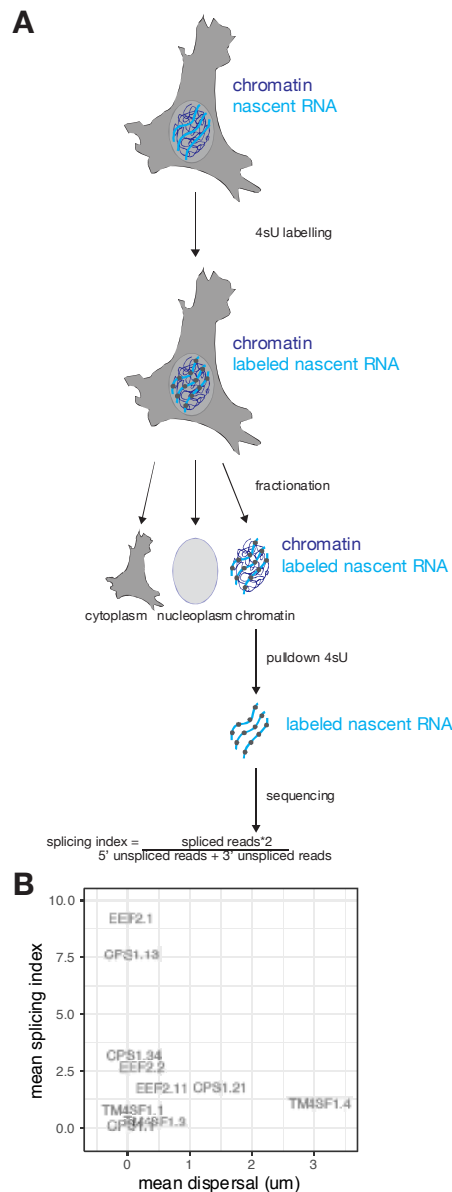 A
chromatin
nascent RNA
4sU labelling
chromatin
labeled nascent RNA
fractionation
chromatin
labeled nascent RNA
cytoplasm nucleoplasm chromatin
pulldown 4sU
labeled nascent RNA
sequencing
splicing index = spliced reads*2
5' unspliced reads + 3' unspliced reads
B
10.0
EEF2.1
CPS1.13
7.5
5.0
CPS1.34
EEF2.2
2.5
EEF2.11 CPS1.21
TM4SF1.4
TM4SF1.1
TM4SF1.3
CPS1.1
0.0
mean splicing index
0 1 2 3
mean dispersal (um)